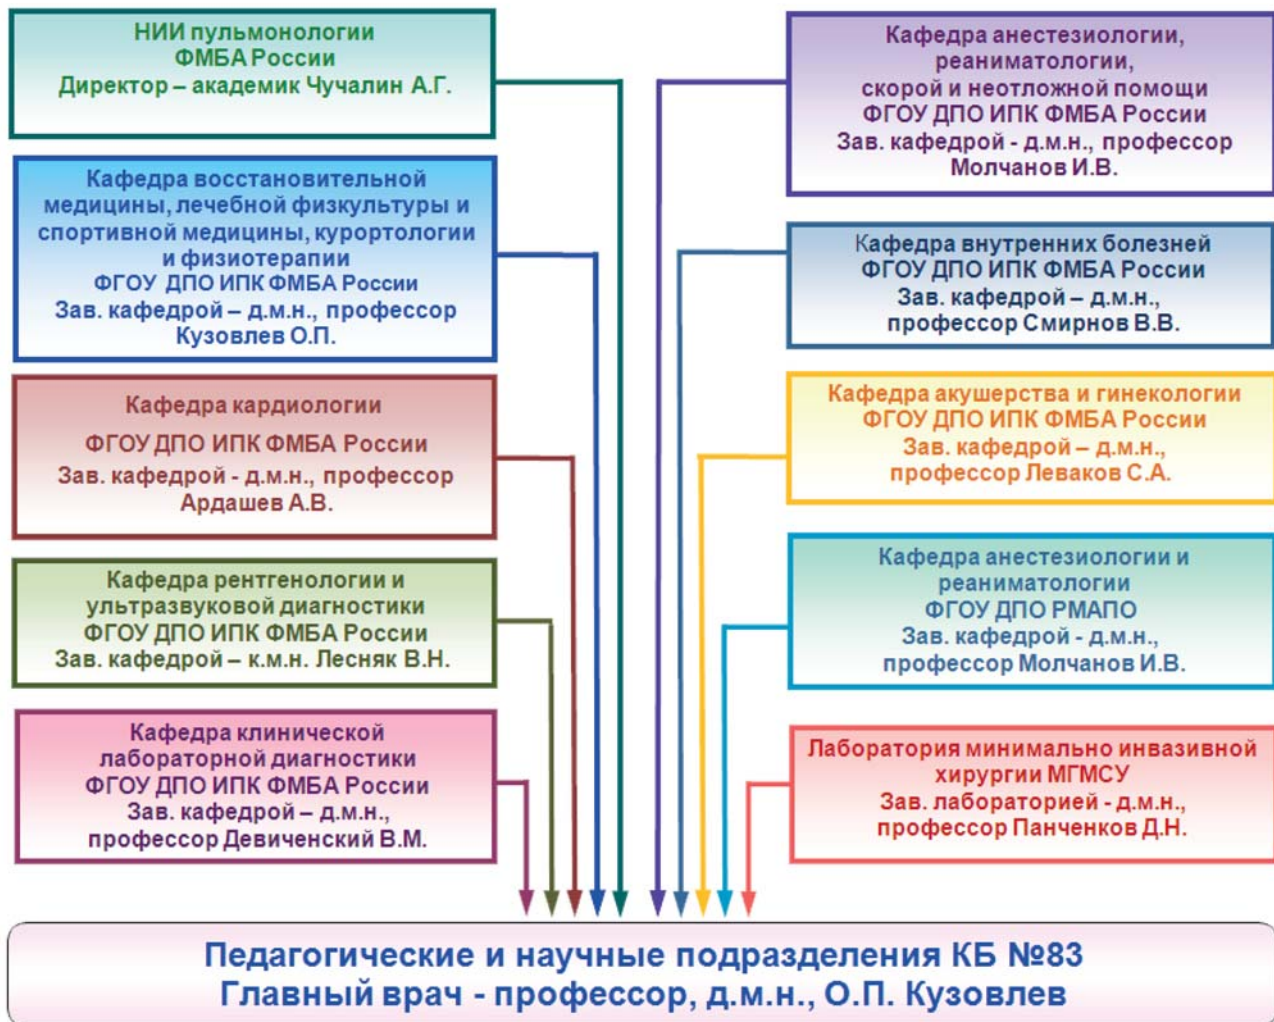 НИИ пульмонологии
ФМБА России
Директор – академик Чучалин А.Г.
Кафедра восстановительной
медицины, лечебной физкультуры и
спортивной медицины, курортологии
и физиотерапии
ФГОУ ДПО ИПК ФМБА России
Зав. кафедрой – д.м.н., профессор
Кузовлев О.П.
Кафедра кардиологии
ФГОУ ДПО ИПК ФМБА России
Зав. кафедрой - д.м.н., профессор
Ардашев А.В.
Кафедра рентгенологии и
ультразвуковой диагностики
ФГОУ ДПО ИПК ФМБА России
Зав. кафедрой – к.м.н. Лесняк В.Н.
Кафедра клинической
лабораторной диагностики
ФГОУ ДПО ИПК ФМБА России
Зав. кафедрой – д.м.н.,
профессор Девиченский В.М.
Кафедра анестезиологии,
реаниматологии,
скорой и неотложной помощи
ФГОУ ДПО ИПК ФМБА России
Зав. кафедрой - д.м.н., профессор
Молчанов И.В.
Кафедра внутренних болезней
ФГОУ ДПО ИПК ФМБА России
Зав. кафедрой – д.м.н.,
профессор Смирнов В.В.
Кафедра акушерства и гинекологии
ФГОУ ДПО ИПК ФМБА России
Зав. кафедрой – д.м.н.,
профессор Леваков С.А.
Кафедра анестезиологии и
реаниматологии
ФГОУ ДПО РМАПО
Зав. кафедрой - д.м.н.,
профессор Молчанов И.В.
Лаборатория минимально инвазивной
хирургии МГМСУ
Зав. лабораторией - д.м.н.,
профессор Панченков Д.Н.
Педагогические и научные подразделения КБ №83
Главный врач - профессор, д.м.н., О.П. Кузовлев